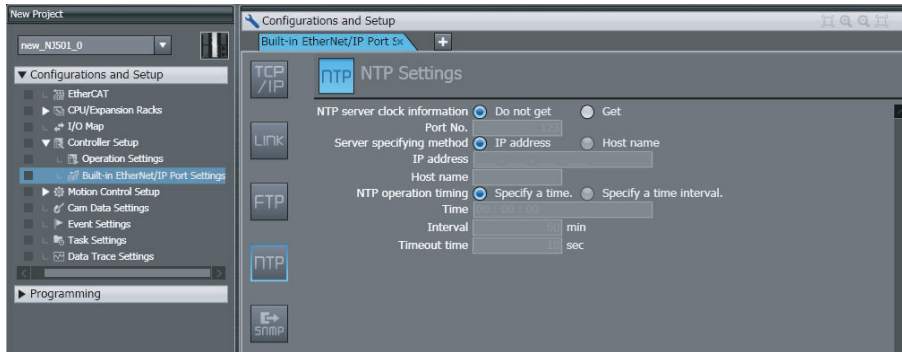 New Project
new_NJ501_0
▼ Configurations and Setup
EtherCAT
▶ CPU/Expansion Racks
I/O Map
▼ Controller Setup
Operation Settings
Built-in EtherNet/IP Port Settings
▶ Motion Control Setup
Cam Data Settings
▶ Event Settings
Task Settings
Data Trace Settings
▶ Programming
Configurations and Setup
Built-in EtherNet/IP Port S×
+
TCP
/IP
LINK
FTP
NTP
SNMP
NTP NTP Settings
NTP server clock information Do not get Get
Port No. 123
Server specifying method IP address Host name
IP address
Host name
NTP operation timing Specify a time. Specify a time interval.
Time 00 : 00 : 00
Interval 60 min
Timeout time 10 sec